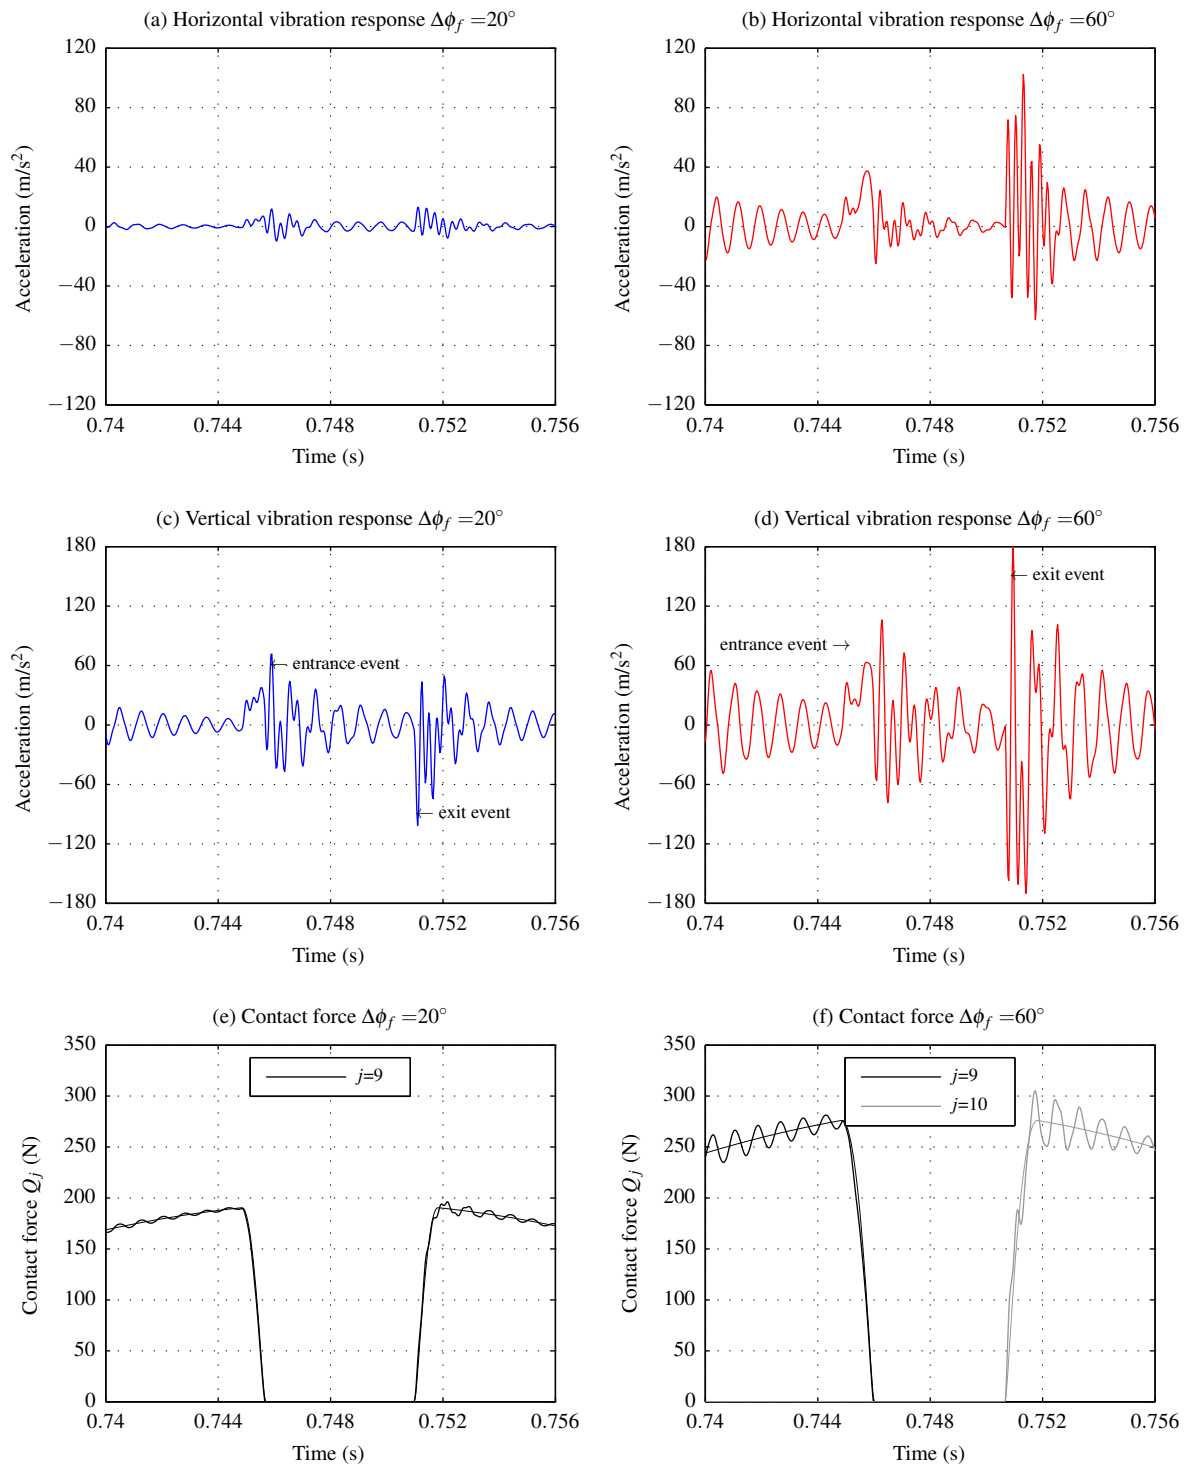 (a) Horizontal vibration response Δϕf =20°
(b) Horizontal vibration response Δϕf =60°
120
80
40
0
−40
−80
−120
Acceleration (m/s²)
0.74 0.744 0.748 0.752 0.756
Time (s)
120
80
40
0
−40
−80
−120
Acceleration (m/s²)
0.74 0.744 0.748 0.752 0.756
Time (s)
(c) Vertical vibration response Δϕf =20°
(d) Vertical vibration response Δϕf =60°
180
120
60
0
−60
−120
−180
Acceleration (m/s²)
← entrance event
← exit event
0.74 0.744 0.748 0.752 0.756
Time (s)
180
120
60
0
−60
−120
−180
Acceleration (m/s²)
← exit event
entrance event →
0.74 0.744 0.748 0.752 0.756
Time (s)
(e) Contact force Δϕf =20°
(f) Contact force Δϕf =60°
350
300
250
200
150
100
50
0
Contact force Qj (N)
j=9
0.74 0.744 0.748 0.752 0.756
Time (s)
350
300
250
200
150
100
50
0
Contact force Qj (N)
j=9
j=10
0.74 0.744 0.748 0.752 0.756
Time (s)